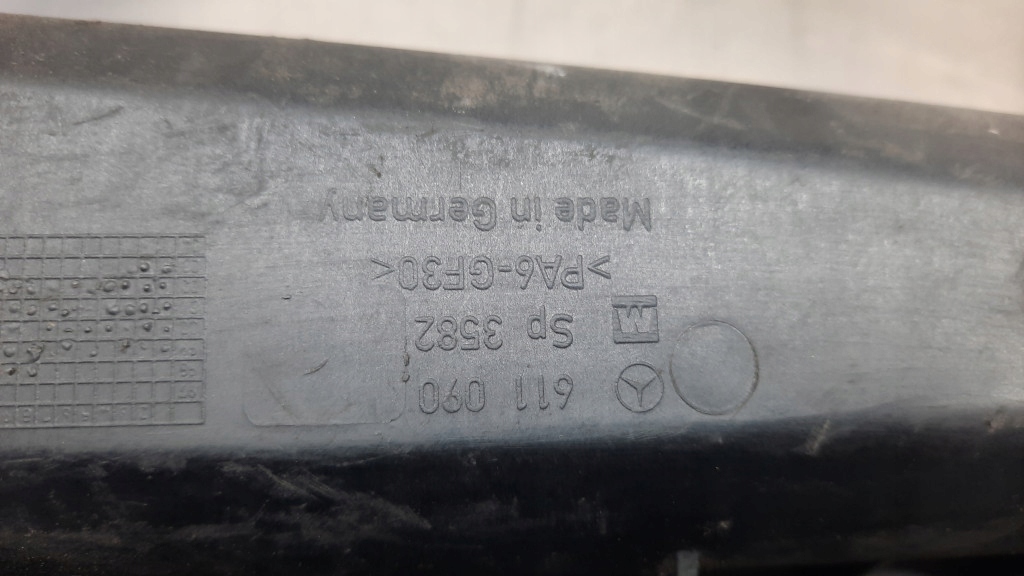 611 090
Sp 3582
>PA6-GF30<
Made in Germany